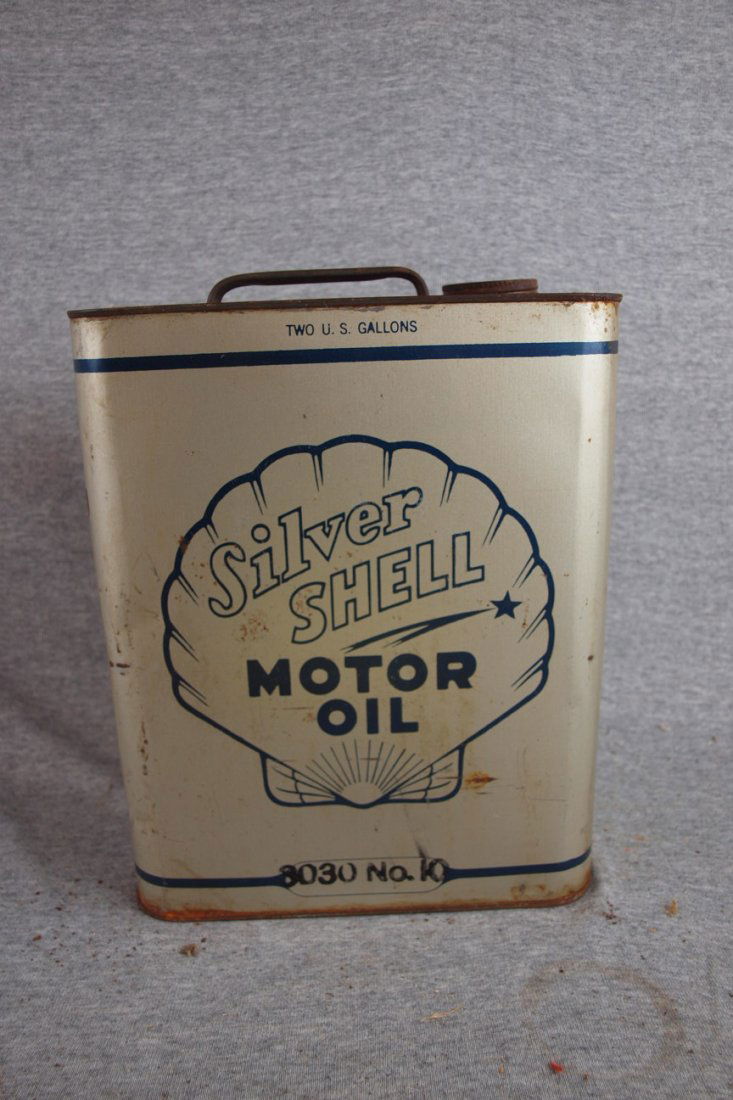 TWO U. S. GALLONS
Silver
SHELL
MOTOR
OIL
3030 No. 10